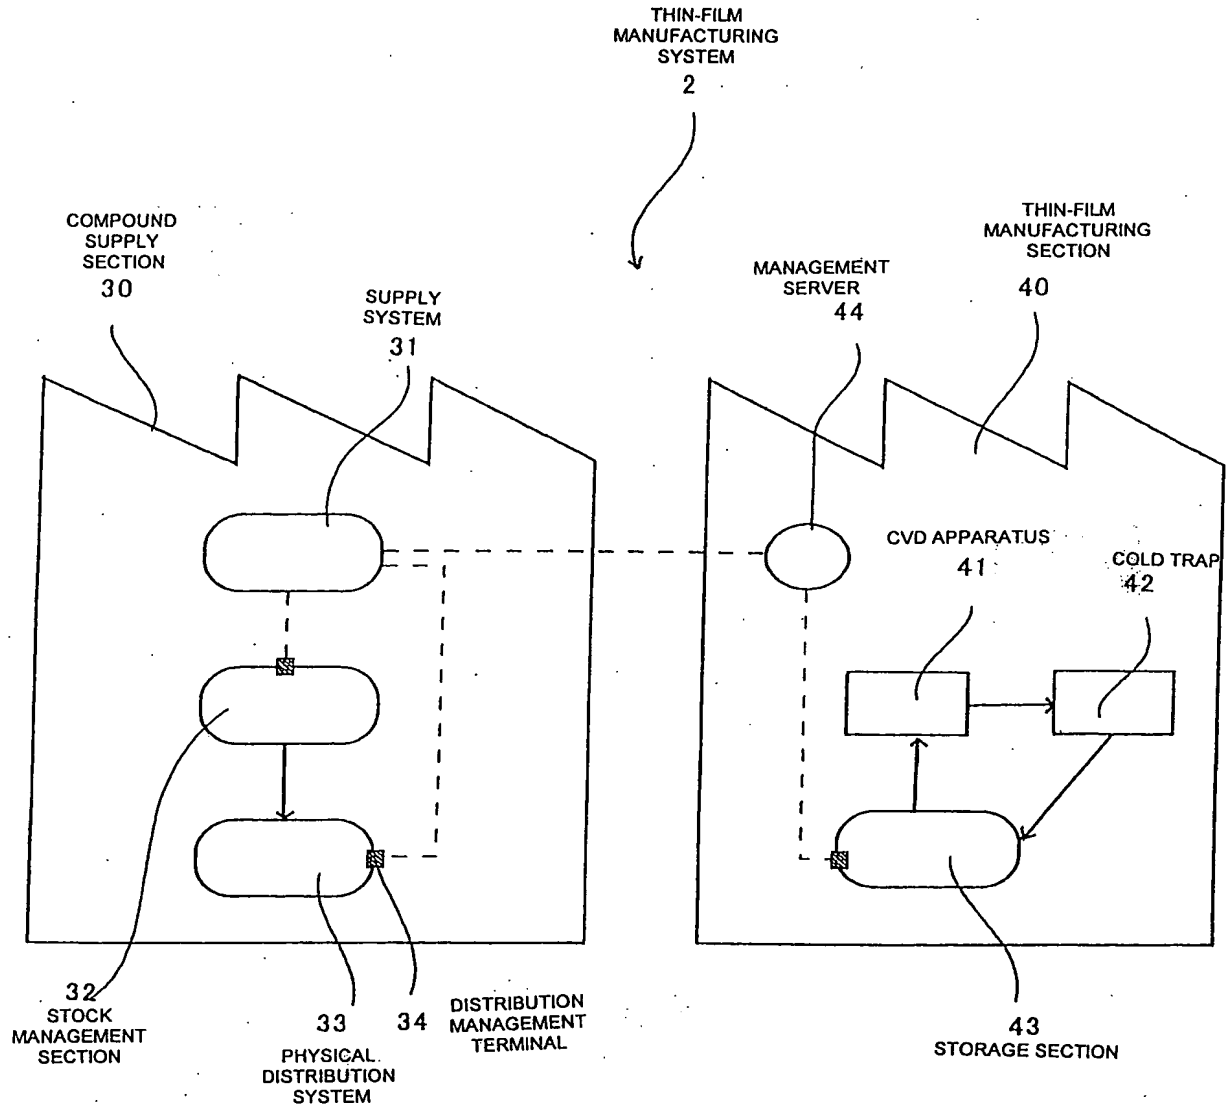 THIN-FILM
MANUFACTURING
SYSTEM
2
COMPOUND
SUPPLY
SECTION
30
SUPPLY
SYSTEM
31
MANAGEMENT
SERVER
44
THIN-FILM
MANUFACTURING
SECTION
40
CVD APPARATUS
41
COLD TRAP
42
32
STOCK
MANAGEMENT
SECTION
33
PHYSICAL
DISTRIBUTION
SYSTEM
34
DISTRIBUTION
MANAGEMENT
TERMINAL
43
STORAGE SECTION